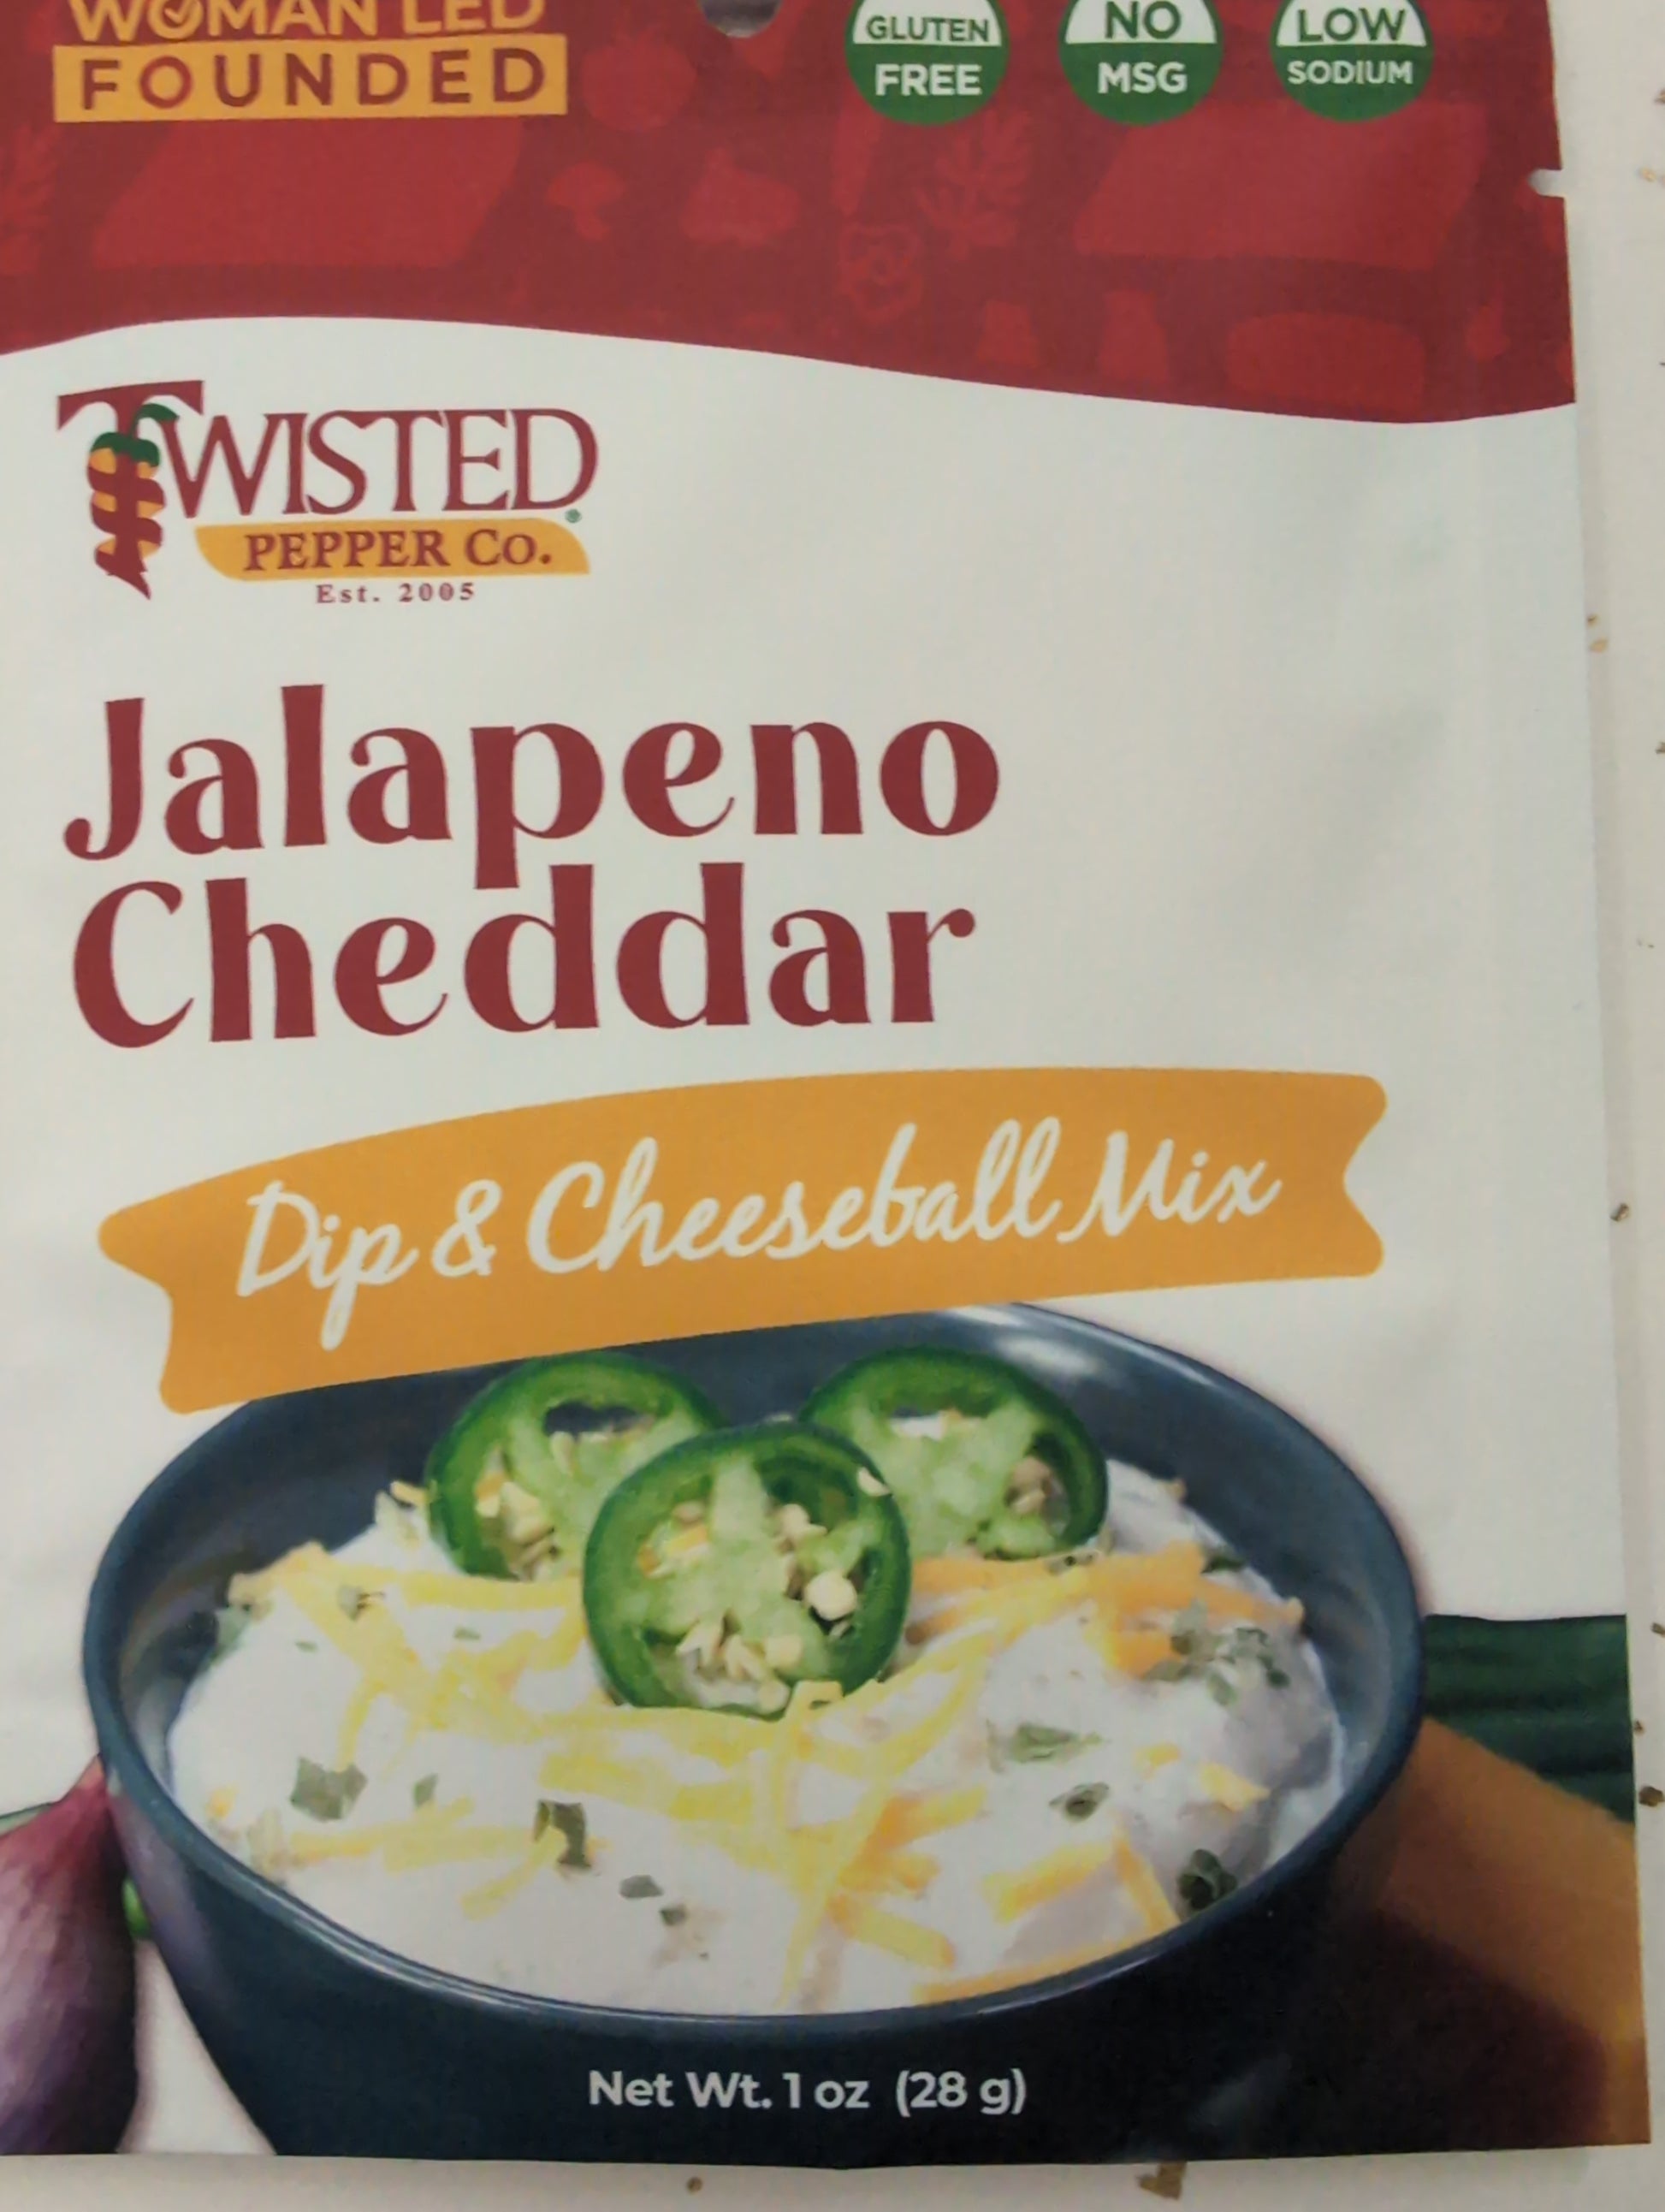 WOMAN LED
FOUNDED
GLUTEN
FREE
NO
MSG
LOW
SODIUM
TWISTED
PEPPER CO.
Est. 2005
Jalapeno
Cheddar
Dip & Cheeseball Mix
Net Wt. 1 oz (28 g)